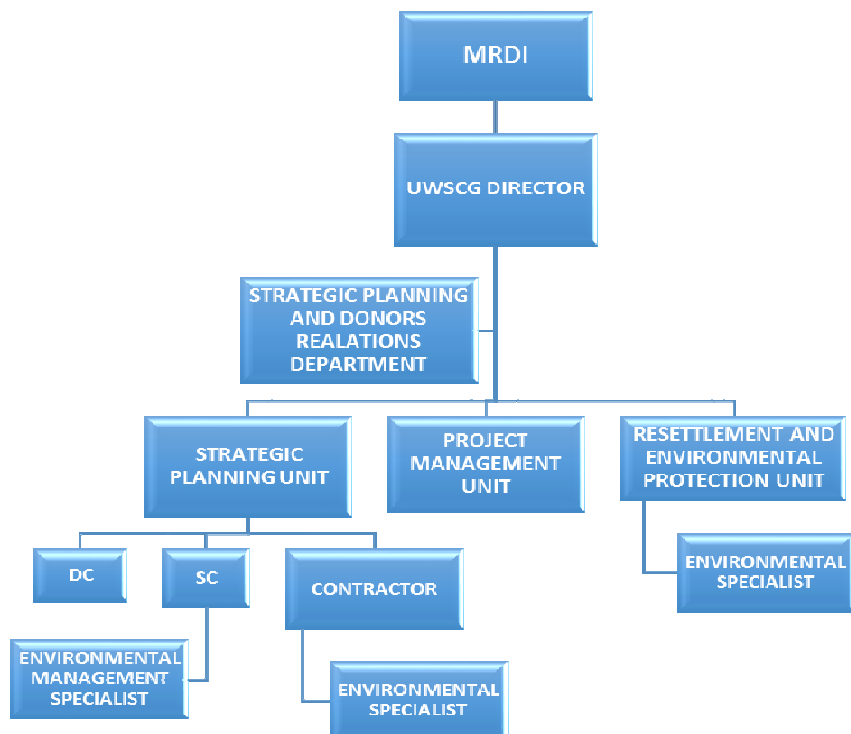 MRDI
UWSCG DIRECTOR
STRATEGIC PLANNING
AND DONORS
REALATIONS
DEPARTMENT
STRATEGIC
PLANNING UNIT
PROJECT
MANAGEMENT
UNIT
RESETTLEMENT AND
ENVIRONMENTAL
PROTECTION UNIT
DC
SC
CONTRACTOR
ENVIRONMENTAL
SPECIALIST
ENVIRONMENTAL
MANAGEMENT
SPECIALIST
ENVIRONMENTAL
SPECIALIST